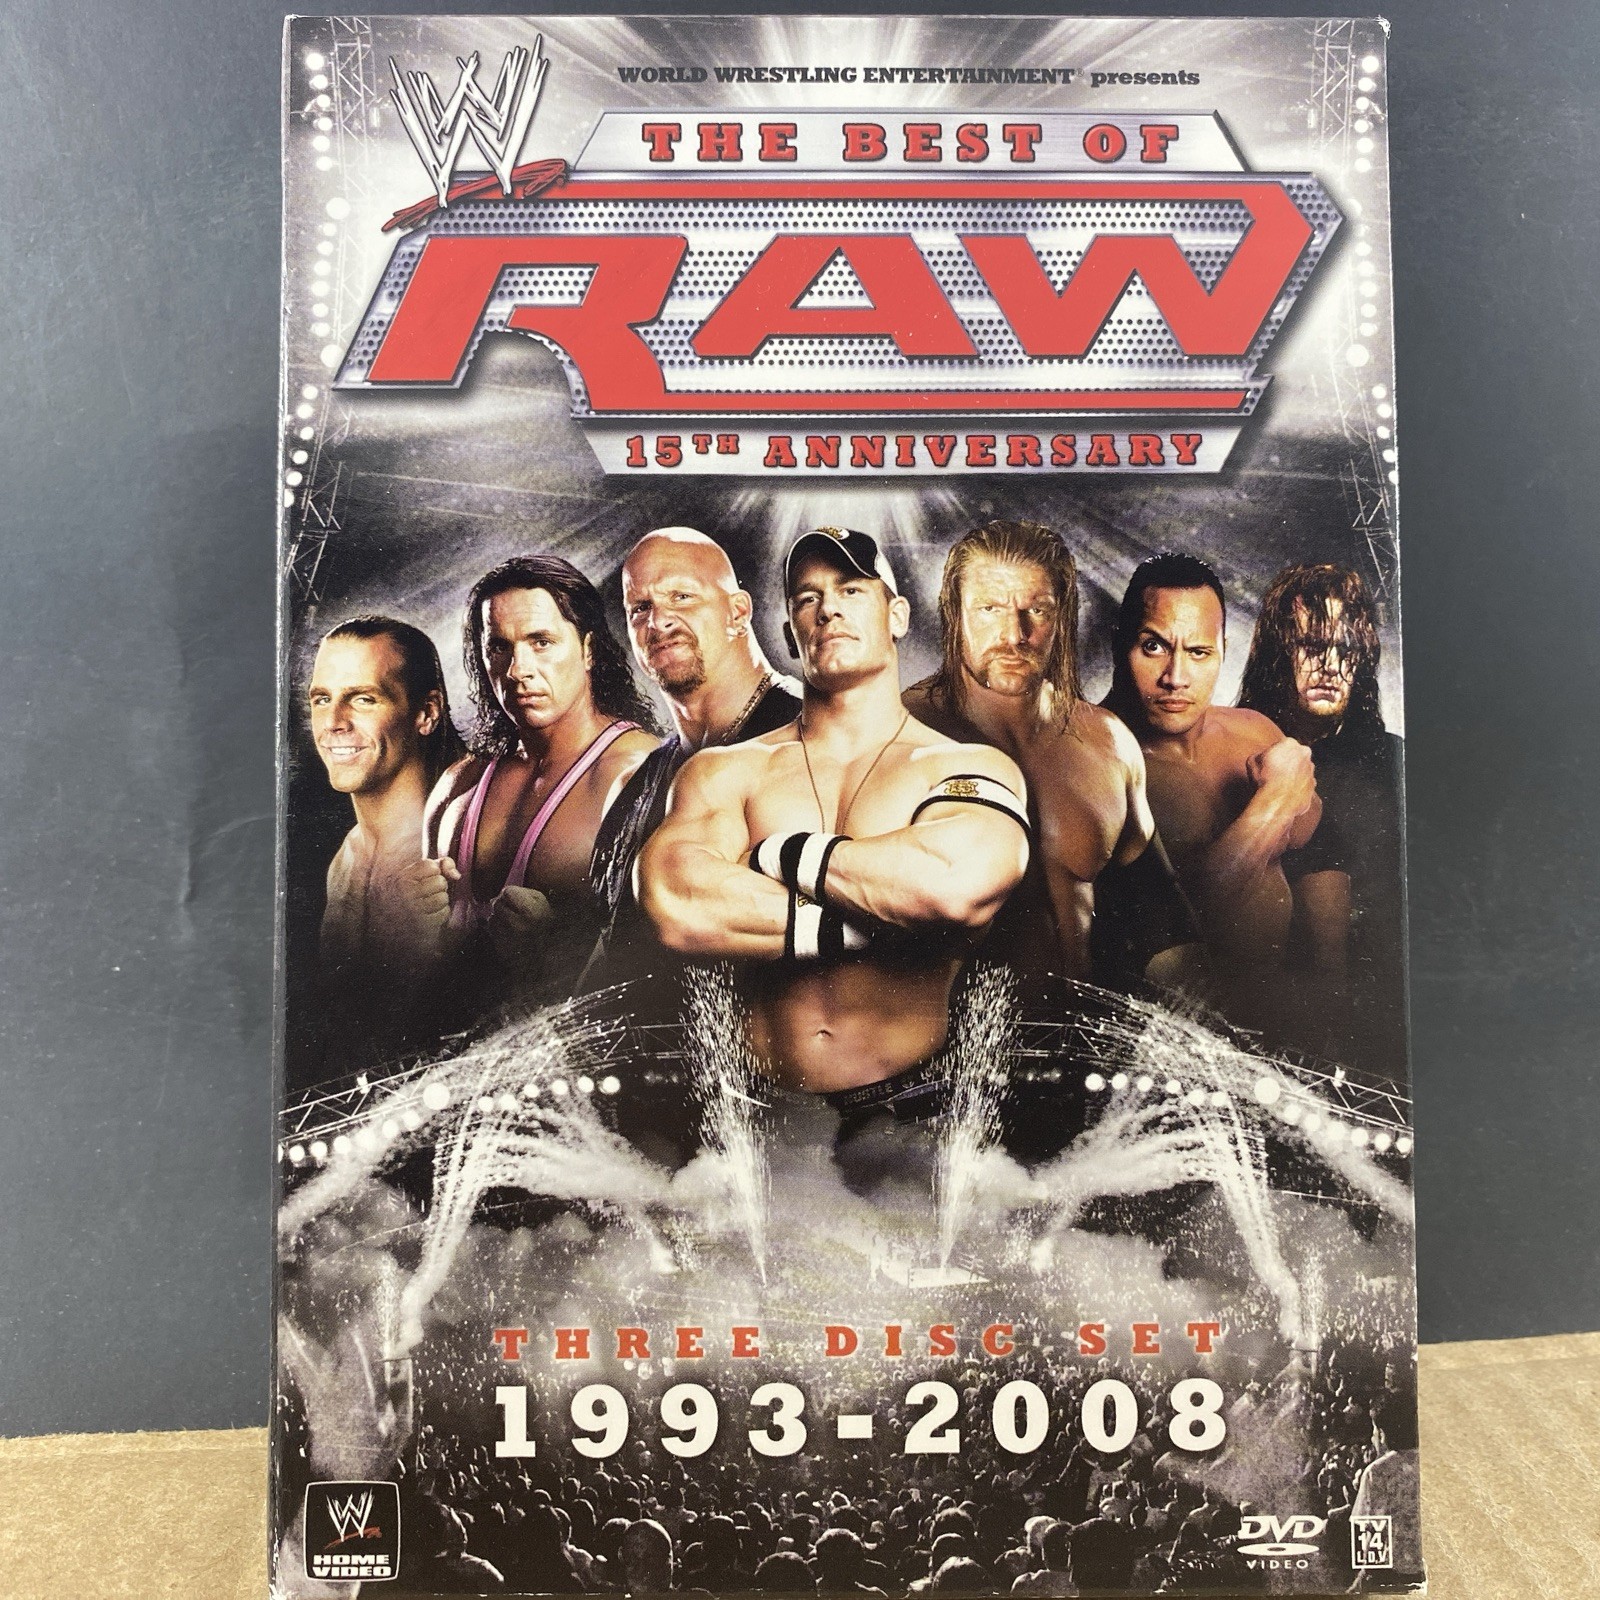 WORLD WRESTLING ENTERTAINMENT® presents
W
THE BEST OF
RAW
15TH ANNIVERSARY
HUSTLE
THREE DISC SET
1993-2008
W
HOME
VIDEO
DVD
VIDEO
TV
14
L,D,V